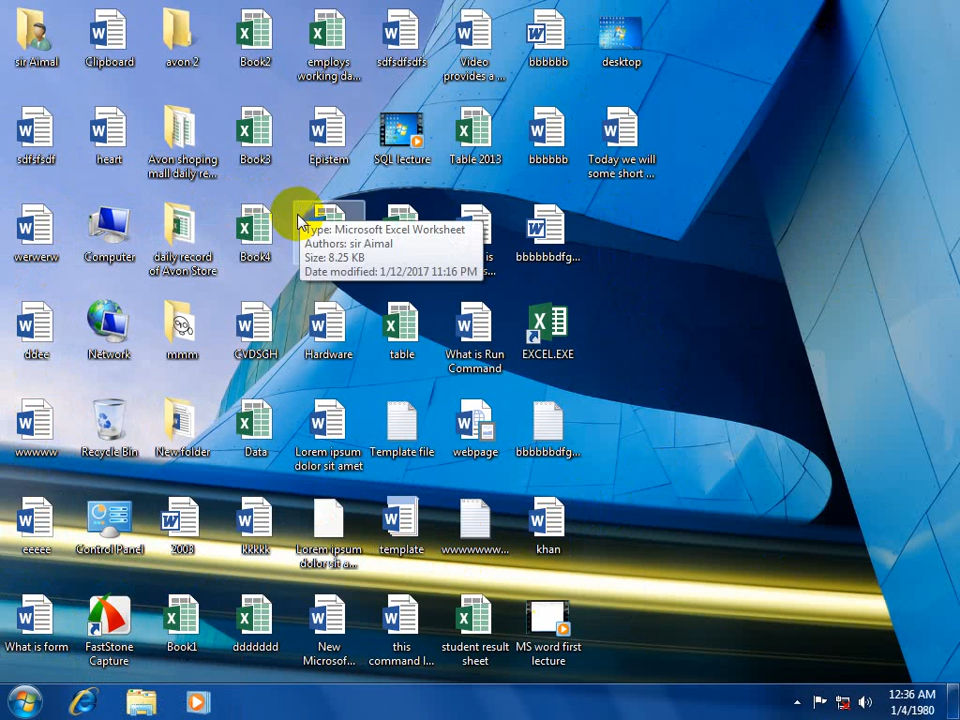 sir Aimal
Clipboard
avon 2
Book2
employs
working da...
sdfsdfsdfs
Video
provides a ...
bbbbbb
desktop
sdfsfsdf
heart
Avon shoping
mall daily re...
Book3
Epistem
SQL lecture
Table 2013
bbbbbb
Today we will
some short ...
werwerw
Computer
daily record
of Avon Store
Book4
Type: Microsoft Excel Worksheet
Authors: sir Aimal
Size: 8.25 KB
Date modified: 1/12/2017 11:16 PM
is
s...
bbbbbbdfg...
ddee
Network
mmm
CVDSGH
Hardware
table
What is Run
Command
EXCEL.EXE
wwwww
Recycle Bin
New folder
Data
Lorem ipsum
dolor sit amet
Template file
webpage
bbbbbbdfg...
eeeee
Control Panel
2003
kkkkk
Lorem ipsum
dolor sit a...
template
wwwwwww...
khan
What is form
FastStone
Capture
Book1
ddddddd
New
Microsof...
this
command l...
student result
sheet
MS word first
lecture
12:36 AM
1/4/1980